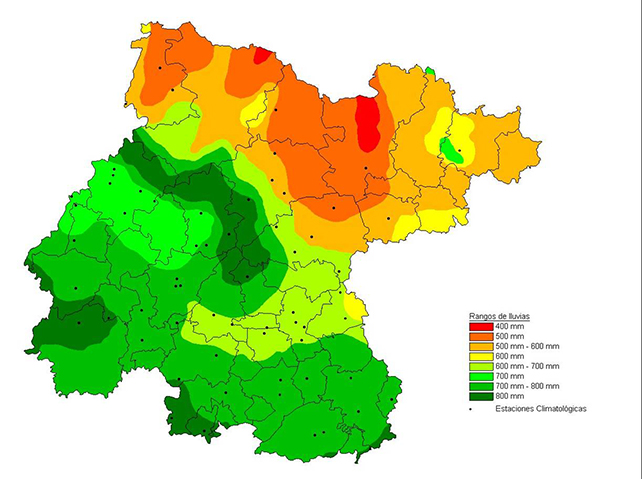 Rangos de lluvias
400 mm
500 mm
500 mm - 600 mm
600 mm
600 mm - 700 mm
700 mm
700 mm - 800 mm
800 mm
Estaciones Climatológicas